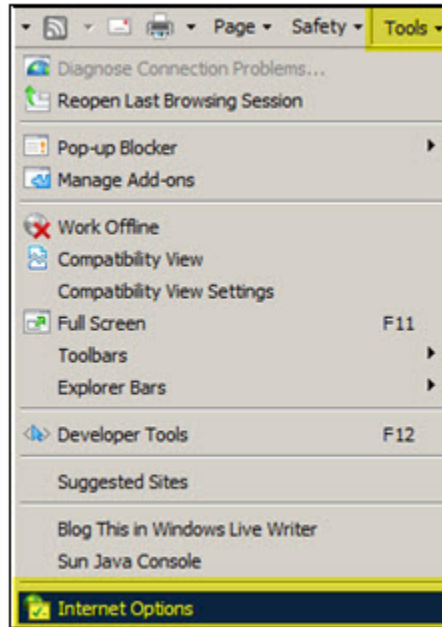 Page Safety Tools
Diagnose Connection Problems...
Reopen Last Browsing Session
Pop-up Blocker
Manage Add-ons
Work Offline
Compatibility View
Compatibility View Settings
Full Screen F11
Toolbars
Explorer Bars
Developer Tools F12
Suggested Sites
Blog This in Windows Live Writer
Sun Java Console
Internet Options